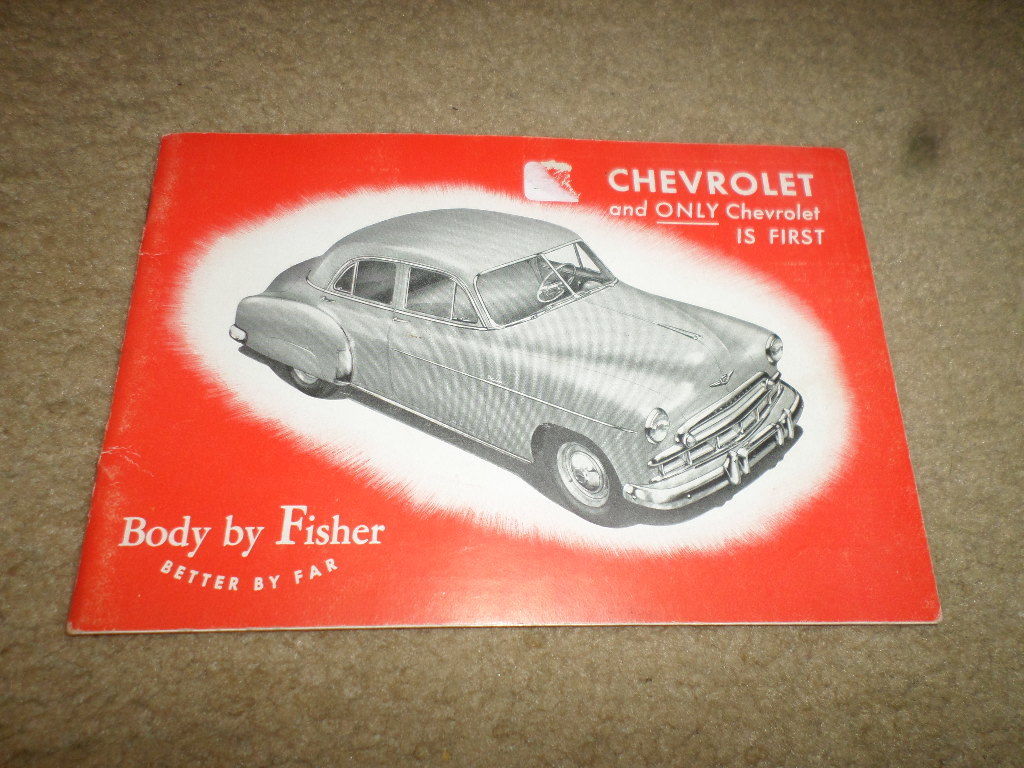 CHEVROLET
and ONLY Chevrolet
IS FIRST
Body by Fisher
BETTER BY FAR